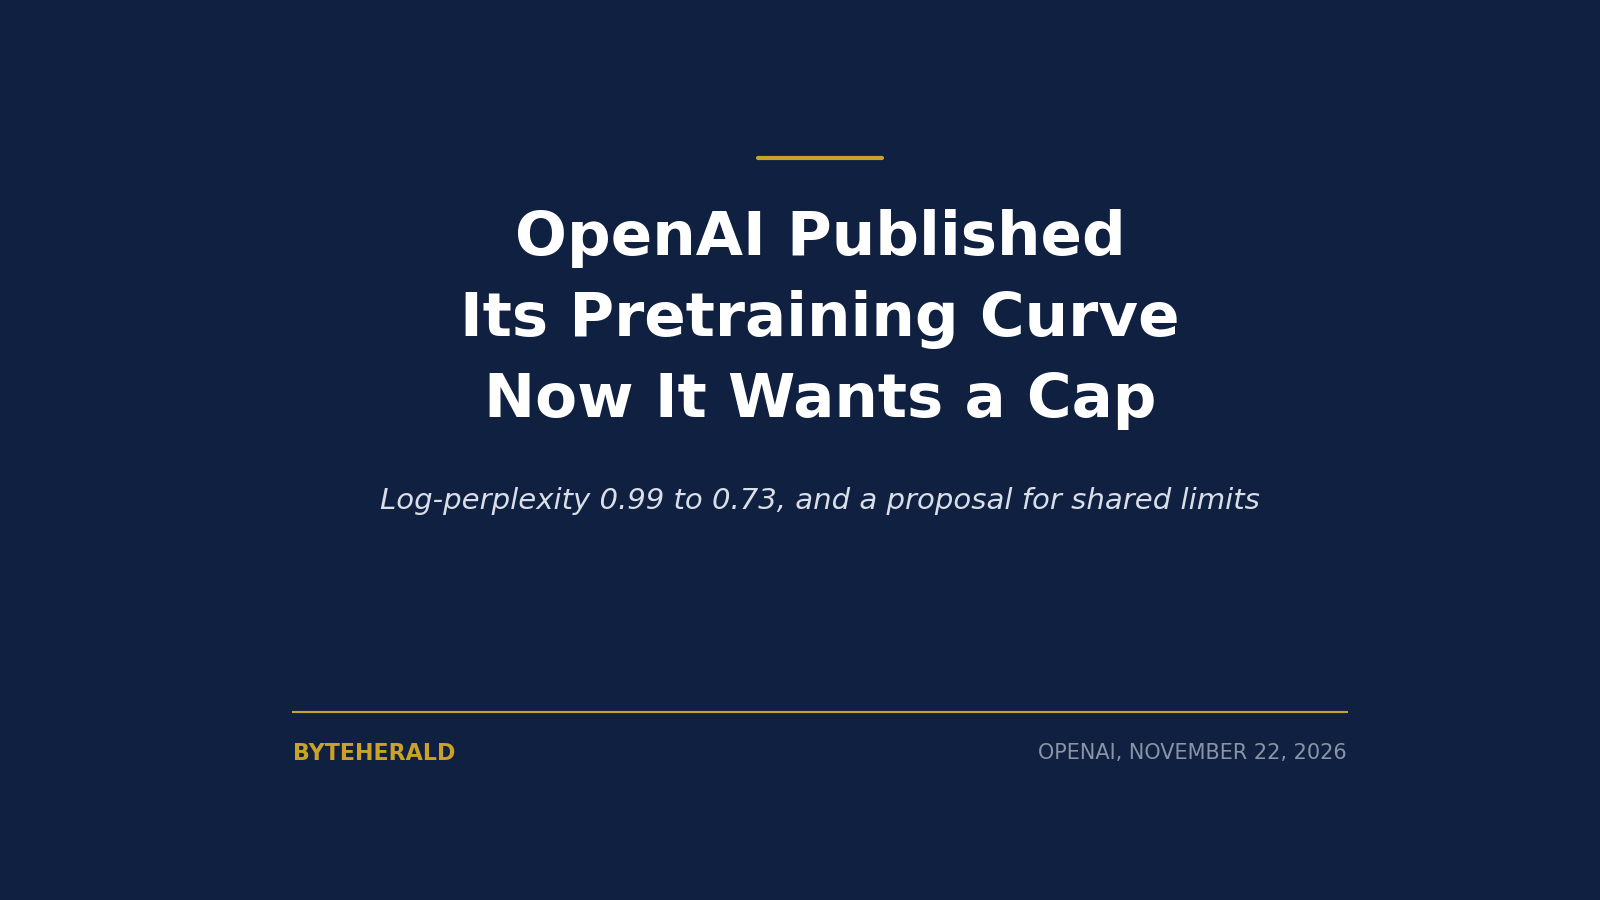 OpenAI Published
Its Pretraining Curve
Now It Wants a Cap
Log-perplexity 0.99 to 0.73, and a proposal for shared limits
BYTEHERALD
OPENAI, NOVEMBER 22, 2026